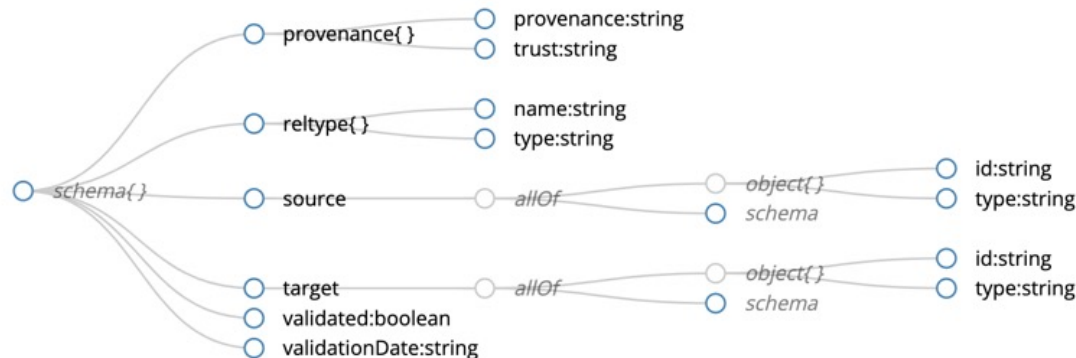 provenance:string
provenance{ }
trust:string
name:string
reltype{ }
type:string
id:string
object{ }
schema{ }
source
allOf
type:string
schema
id:string
object{ }
target
allOf
type:string
schema
validated:boolean
validationDate:string